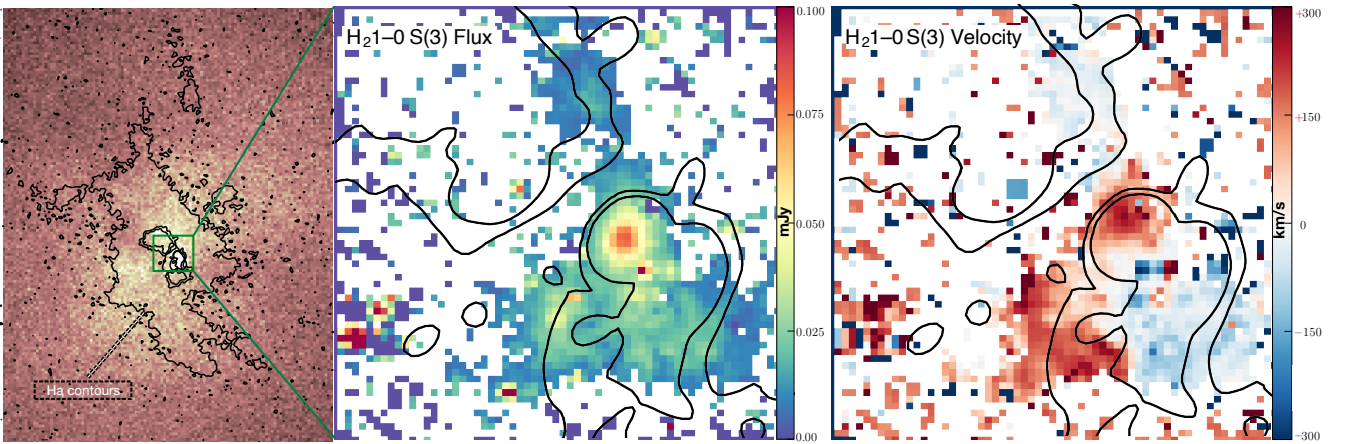 Ha contours
H₂1–0 S(3) Flux
0.100
0.075
0.050
0.025
0.00
mJy
H₂1–0 S(3) Velocity
+300
+150
0
−150
−300
km/s